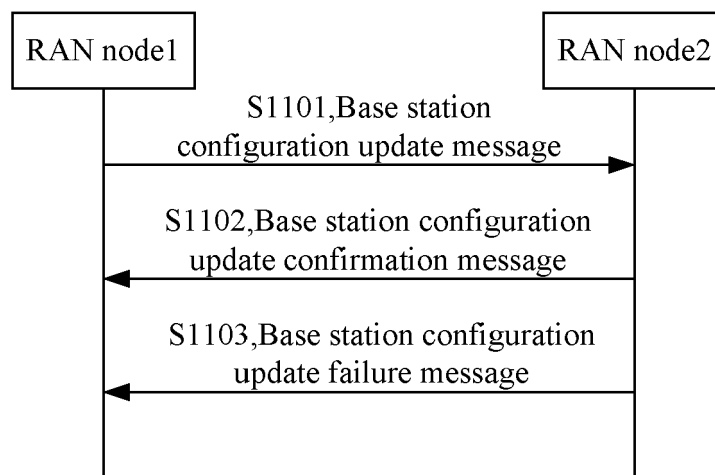 RAN node1
RAN node2
S1101,Base station
configuration update message
S1102,Base station configuration
update confirmation message
S1103,Base station configuration
update failure message